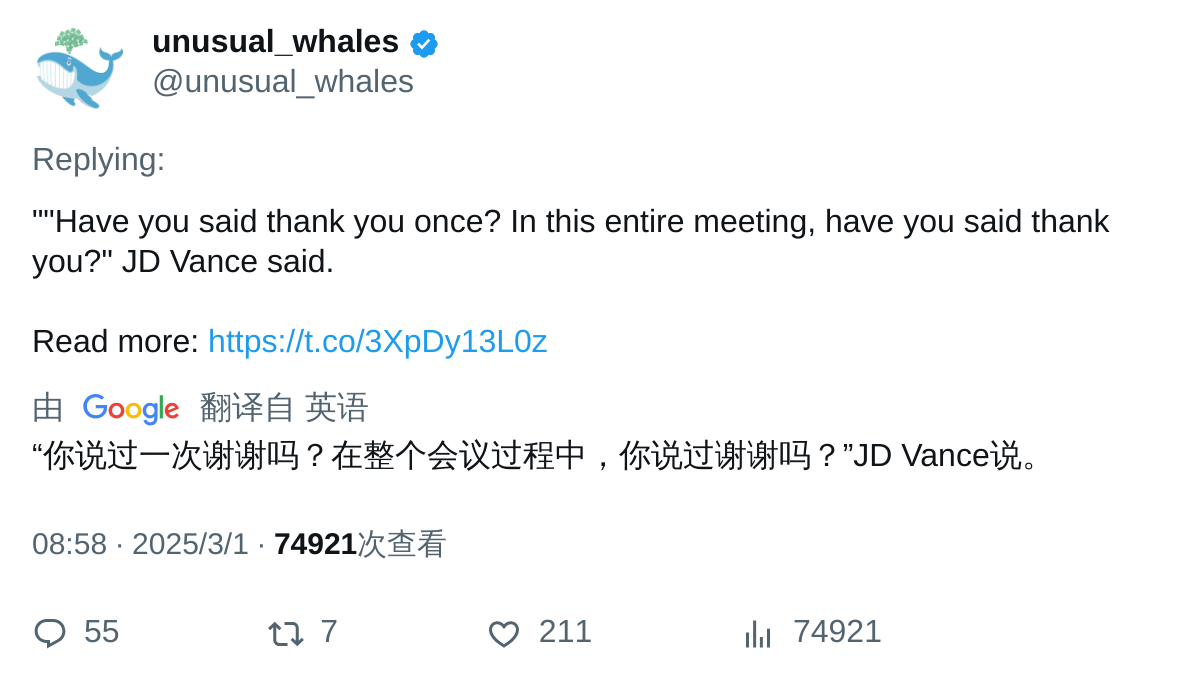 unusual_whales
@unusual_whales
Replying:
""Have you said thank you once? In this entire meeting, have you said thank
you?" JD Vance said.
Read more: https://t.co/3XpDy13L0z
由 Google 翻译自 英语
“你说过一次谢谢吗？在整个会议过程中，你说过谢谢吗？”JD Vance说。
08:58 · 2025/3/1 · 74921次查看
55 7 211 74921